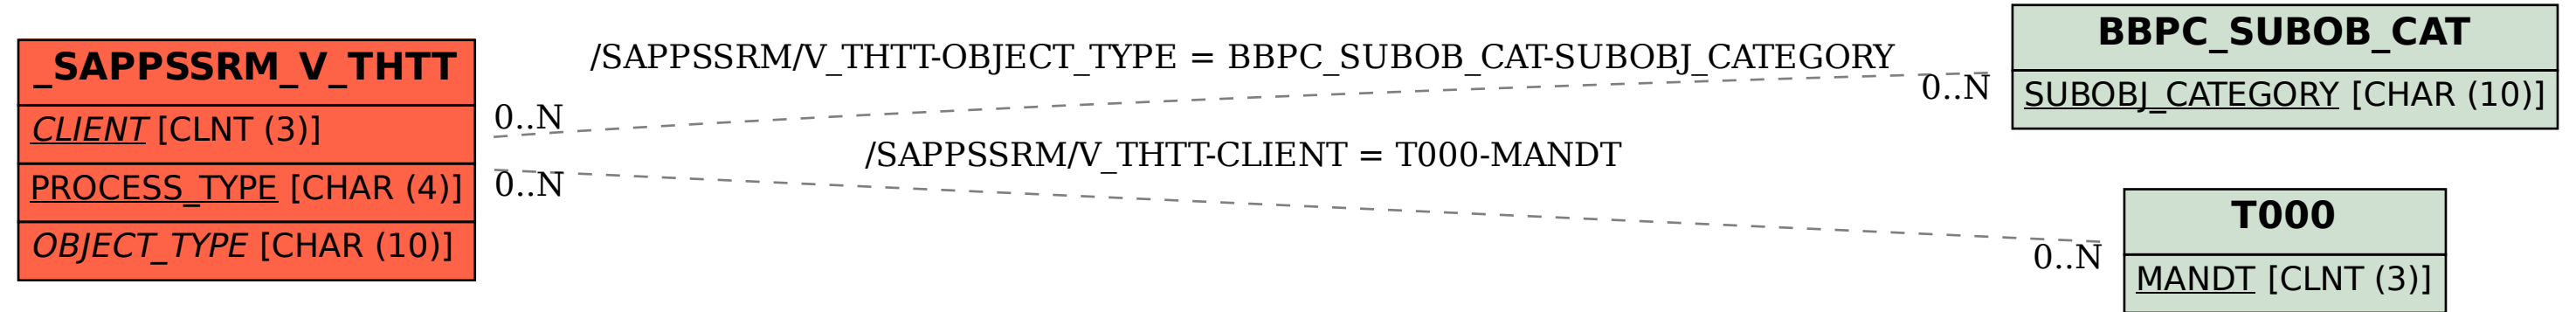 _SAPPSSRM_V_THTT
CLIENT [CLNT (3)]
PROCESS_TYPE [CHAR (4)]
OBJECT_TYPE [CHAR (10)]
/SAPPSSRM/V_THTT-OBJECT_TYPE = BBPC_SUBOB_CAT-SUBOBJ_CATEGORY
0..N
0..N
/SAPPSSRM/V_THTT-CLIENT = T000-MANDT
0..N
0..N
BBPC_SUBOB_CAT
SUBOBJ_CATEGORY [CHAR (10)]
T000
MANDT [CLNT (3)]